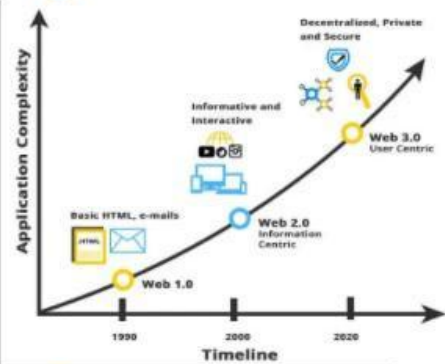 Decentralized, Private
and Secure
Informative and
Interactive
Web 3.0
User Centric
Basic HTML, e-mails
Web 2.0
Information
Centric
Web 1.0
1990
2000
2020
Timeline
Application Complexity